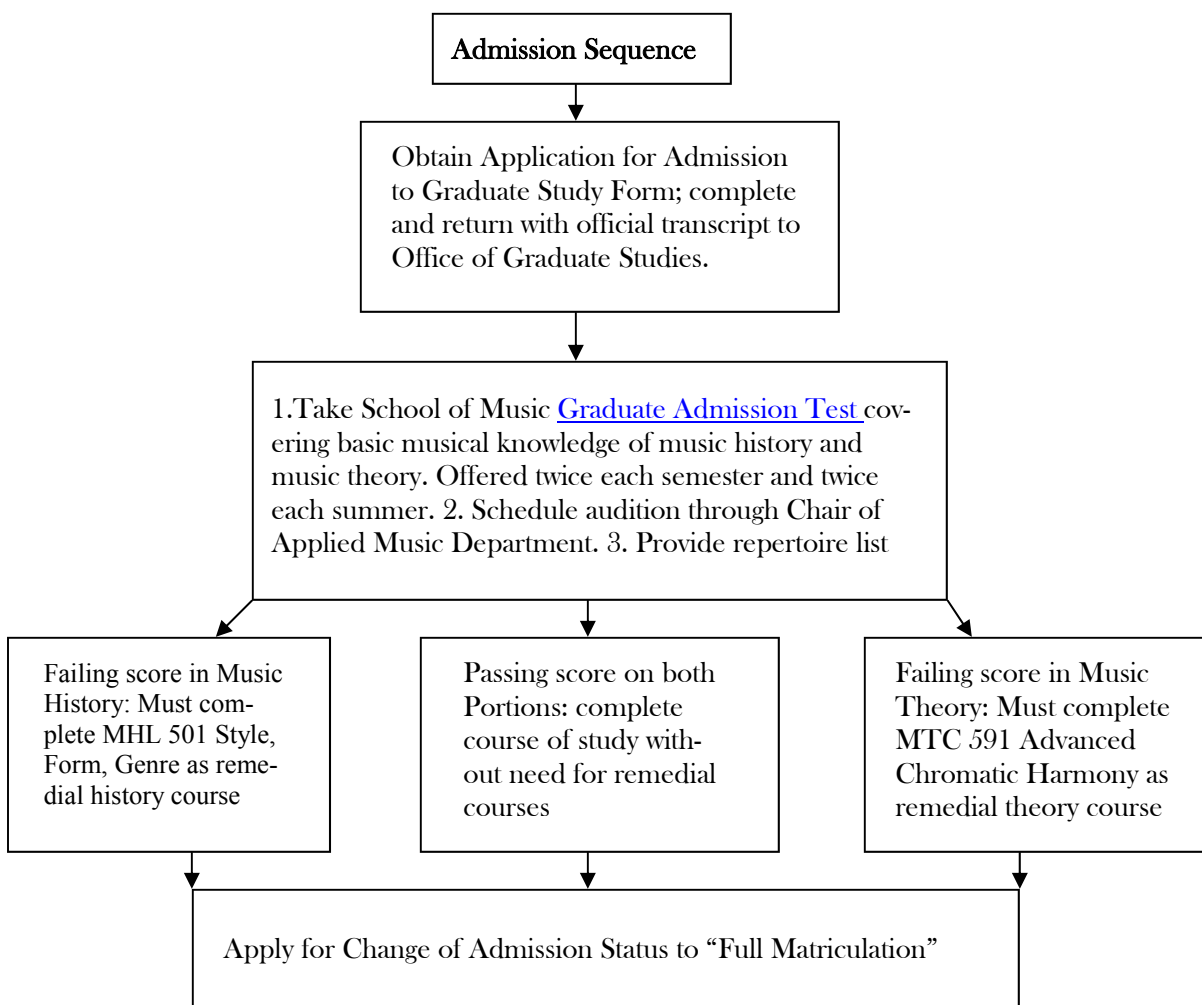 Admission Sequence
Obtain Application for Admission
to Graduate Study Form; complete
and return with official transcript to
Office of Graduate Studies.
1.Take School of Music Graduate Admission Test cov-
ering basic musical knowledge of music history and
music theory. Offered twice each semester and twice
each summer. 2. Schedule audition through Chair of
Applied Music Department. 3. Provide repertoire list
Failing score in Music
History: Must com-
plete MHL 501 Style,
Form, Genre as reme-
dial history course
Passing score on both
Portions: complete
course of study with-
out need for remedial
courses
Failing score in Music
Theory: Must complete
MTC 591 Advanced
Chromatic Harmony as
remedial theory course
Apply for Change of Admission Status to “Full Matriculation”